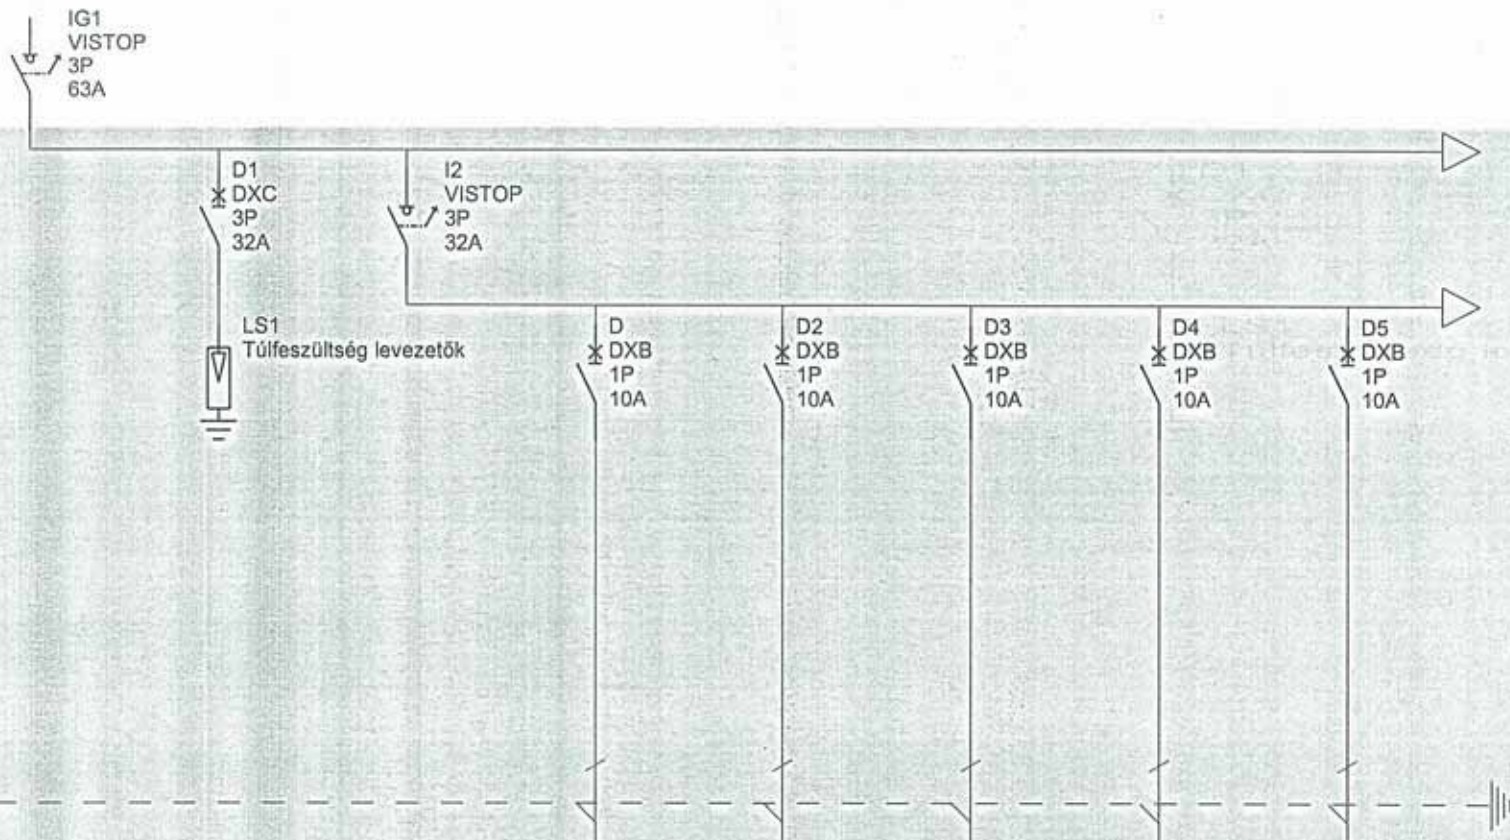 IG1
VISTOP
3P
63A
D1
DXC
3P
32A
I2
VISTOP
3P
32A
LS1
Túlfeszültség levezetők
D
DXB
1P
10A
D2
DXB
1P
10A
D3
DXB
1P
10A
D4
DXB
1P
10A
D5
DXB
1P
10A